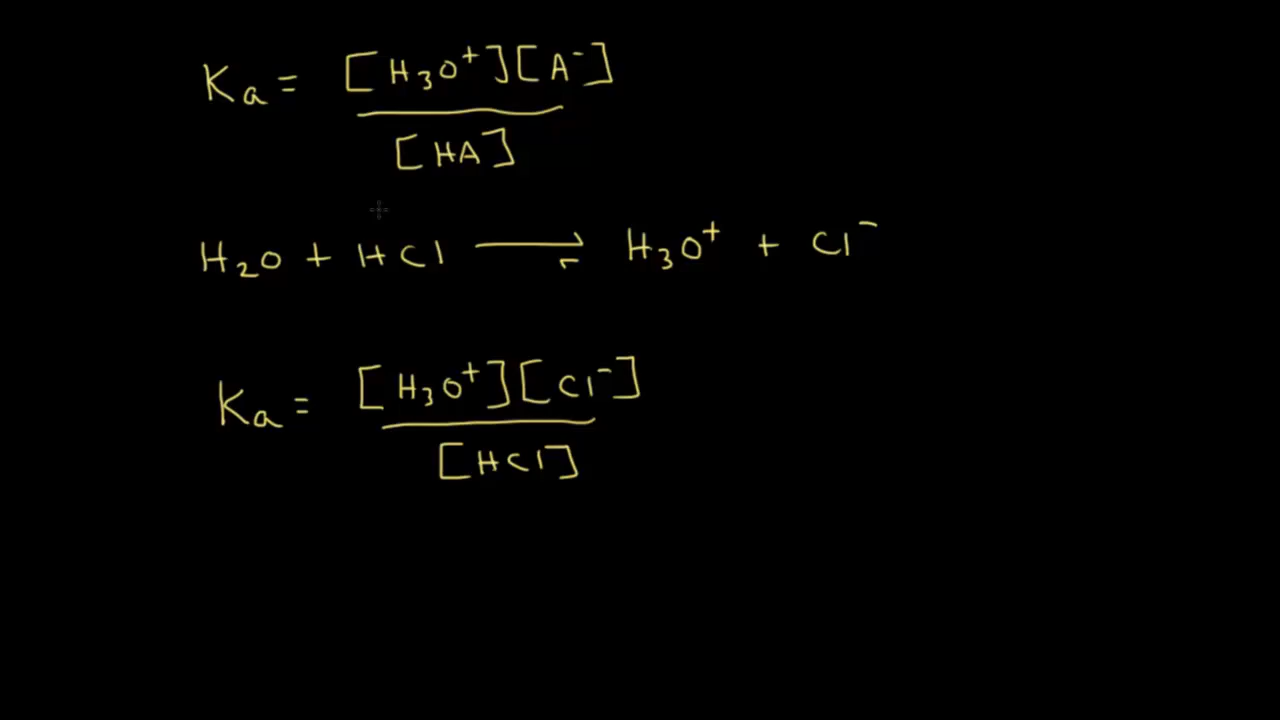 Ka = [H3O+][A-]
[HA]
H2O + HCl ⇌ H3O+ + Cl-
Ka = [H3O+][Cl-]
[HCl]